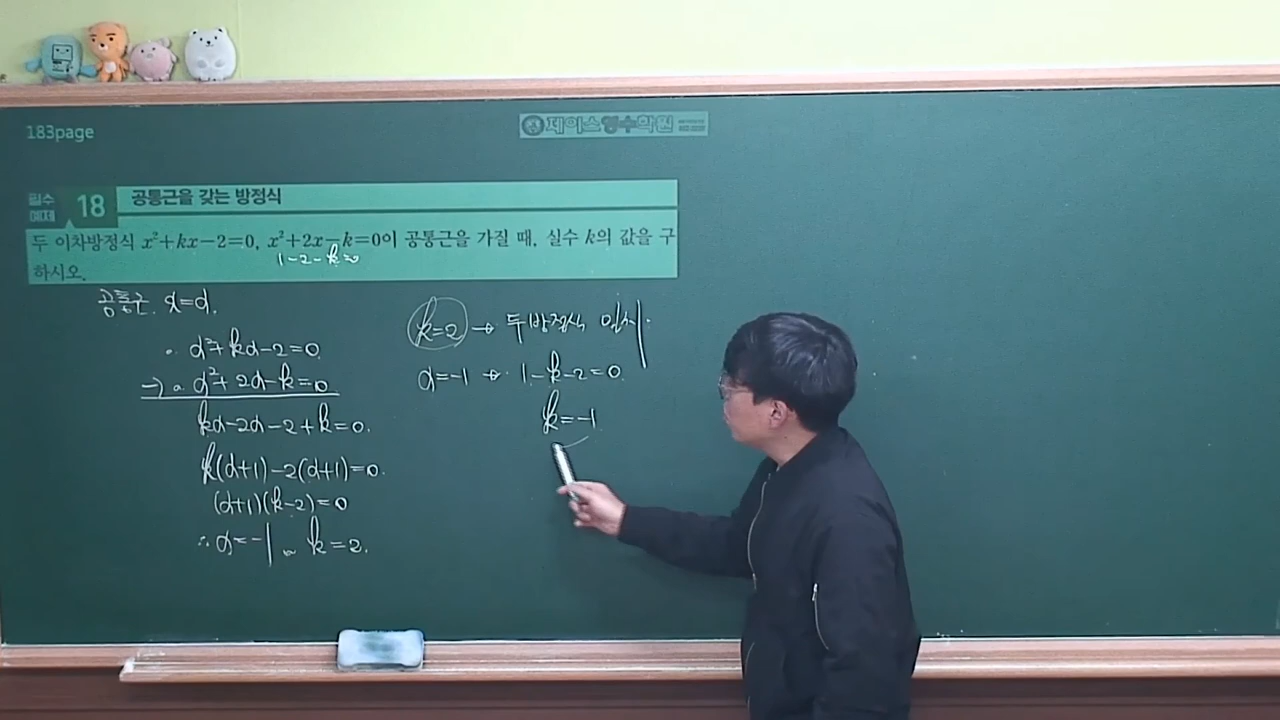 183page
제이스영수학원
필수 예제 18 공통근을 갖는 방정식
두 이차방정식 x²+kx−2=0, x²+2x−k=0이 공통근을 가질 때, 실수 k의 값을 구
하시오.
1−2−k=0
공통근 x=α.
α²+kα−2=0
→) α²+2α−k=0
kα−2α−2+k=0.
k(α+1)−2(α+1)=0.
(α+1)(k−2)=0
∴ α=−1 or k=2.
k=2 → 두방정식 일치.
α=−1 → 1−k−2=0.
k=−1.